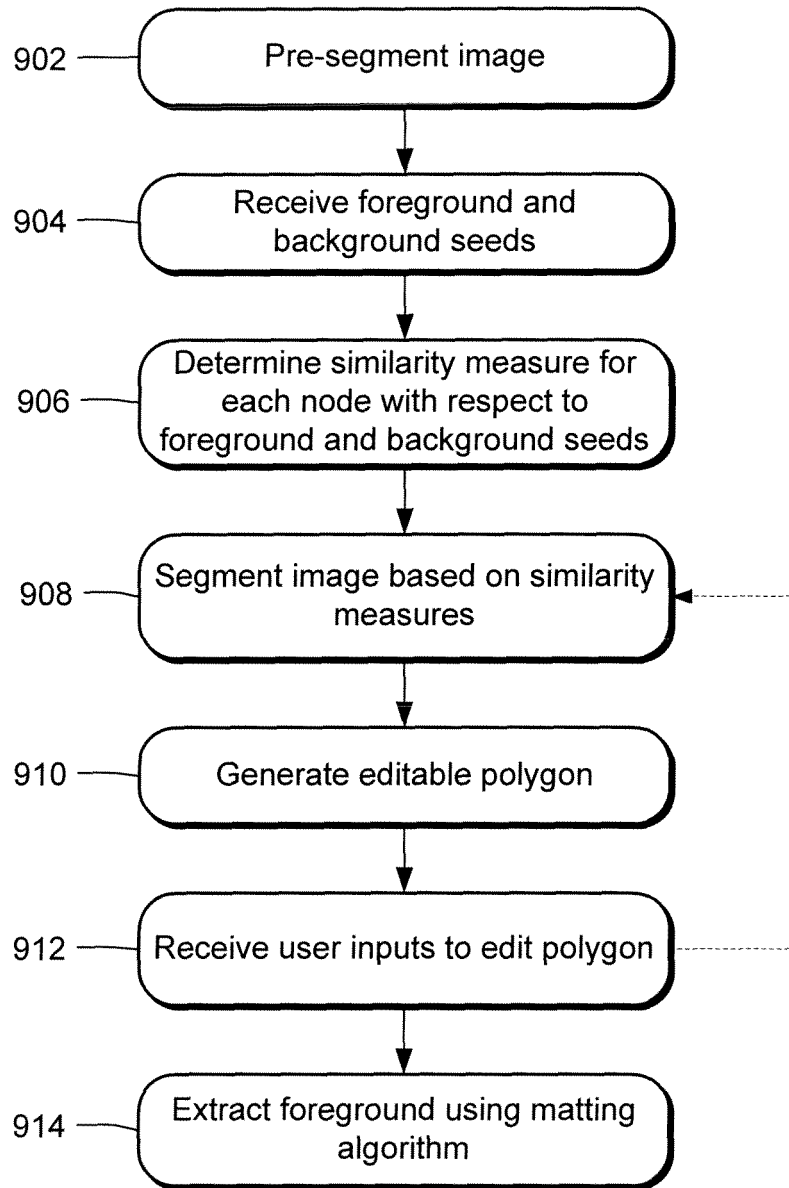 902
Pre-segment image
904
Receive foreground and
background seeds
906
Determine similarity measure for
each node with respect to
foreground and background seeds
908
Segment image based on similarity
measures
910
Generate editable polygon
912
Receive user inputs to edit polygon
914
Extract foreground using matting
algorithm